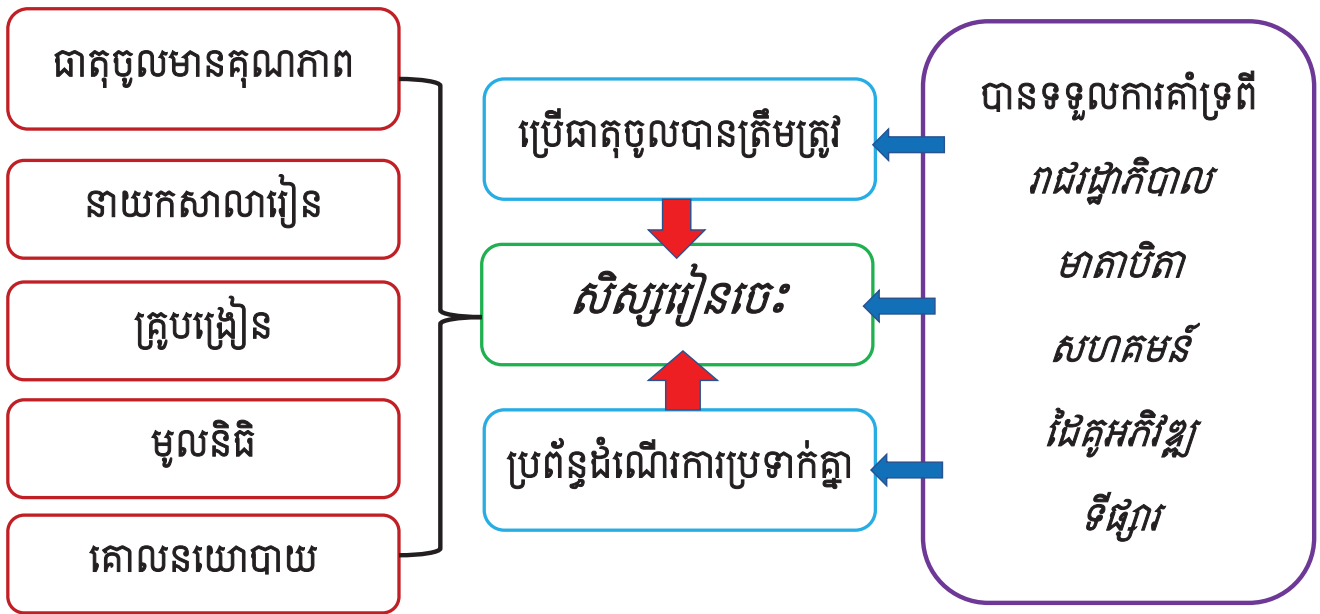 ធាតុចូលមានគុណភាព
នាយកសាលារៀន
គ្រូបង្រៀន
មូលនិធិ
គោលនយោបាយ
ប្រើធាតុចូលបានត្រឹមត្រូវ
សិស្សរៀនចេះ
ប្រព័ន្ធដំណើរការប្រទាក់គ្នា
បានទទួលការគាំទ្រពី
រាជរដ្ឋាភិបាល
មាតាបិតា
សហគមន៍
ដៃគូអភិវឌ្ឍ
ទីផ្សារ